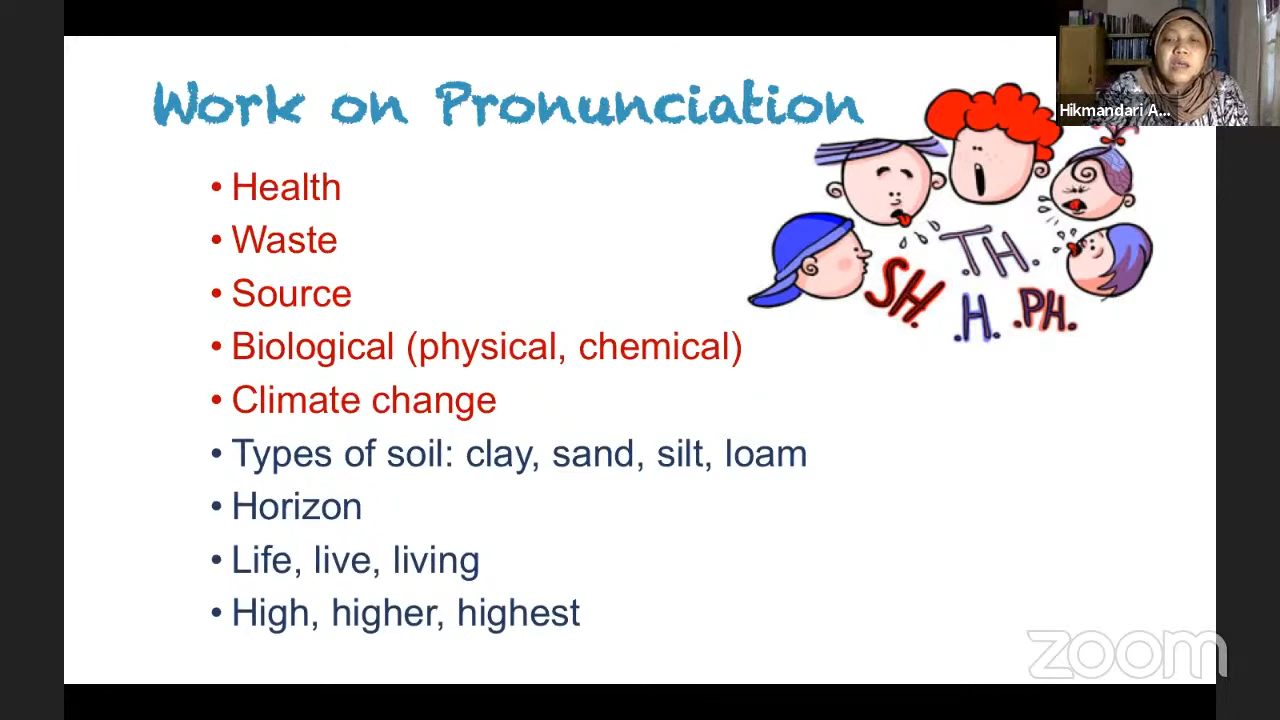 Work on Pronunciation
• Health
• Waste
• Source
• Biological (physical, chemical)
• Climate change
• Types of soil: clay, sand, silt, loam
• Horizon
• Life, live, living
• High, higher, highest
TH.
SH.
.H.
.PH.
Hikmandari A...
zoom